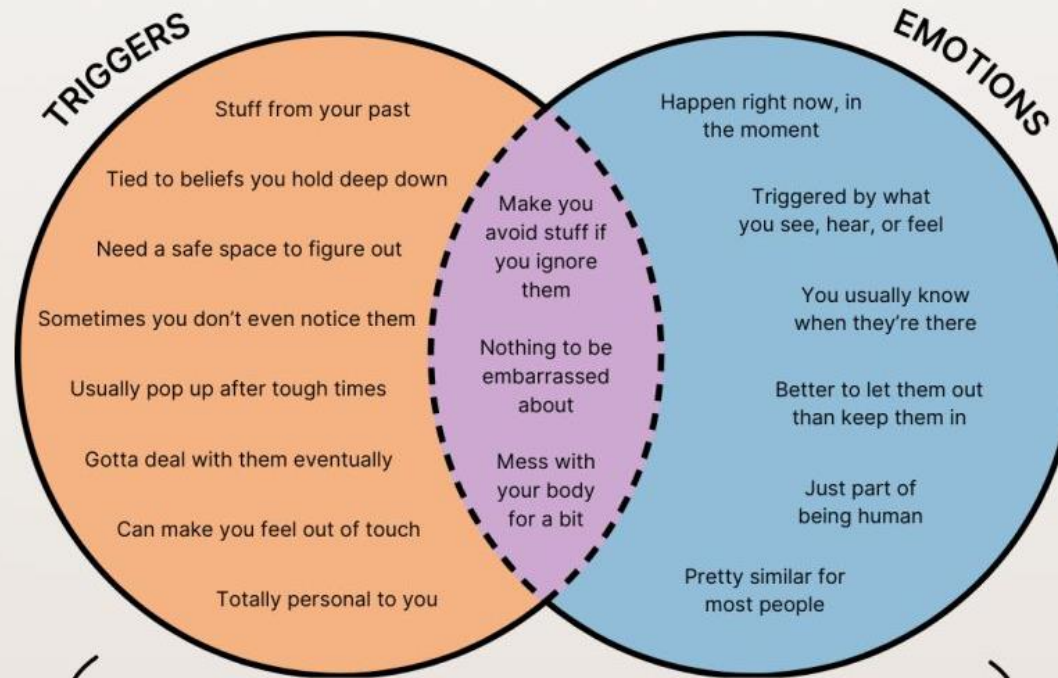 TRIGGERS
Stuff from your past
Tied to beliefs you hold deep down
Need a safe space to figure out
Sometimes you don't even notice them
Usually pop up after tough times
Gotta deal with them eventually
Can make you feel out of touch
Totally personal to you
Make you
avoid stuff if
you ignore
them
Nothing to be
embarrassed
about
Mess with
your body
for a bit
EMOTIONS
Happen right now, in
the moment
Triggered by what
you see, hear, or feel
You usually know
when they're there
Better to let them out
than keep them in
Just part of
being human
Pretty similar for
most people